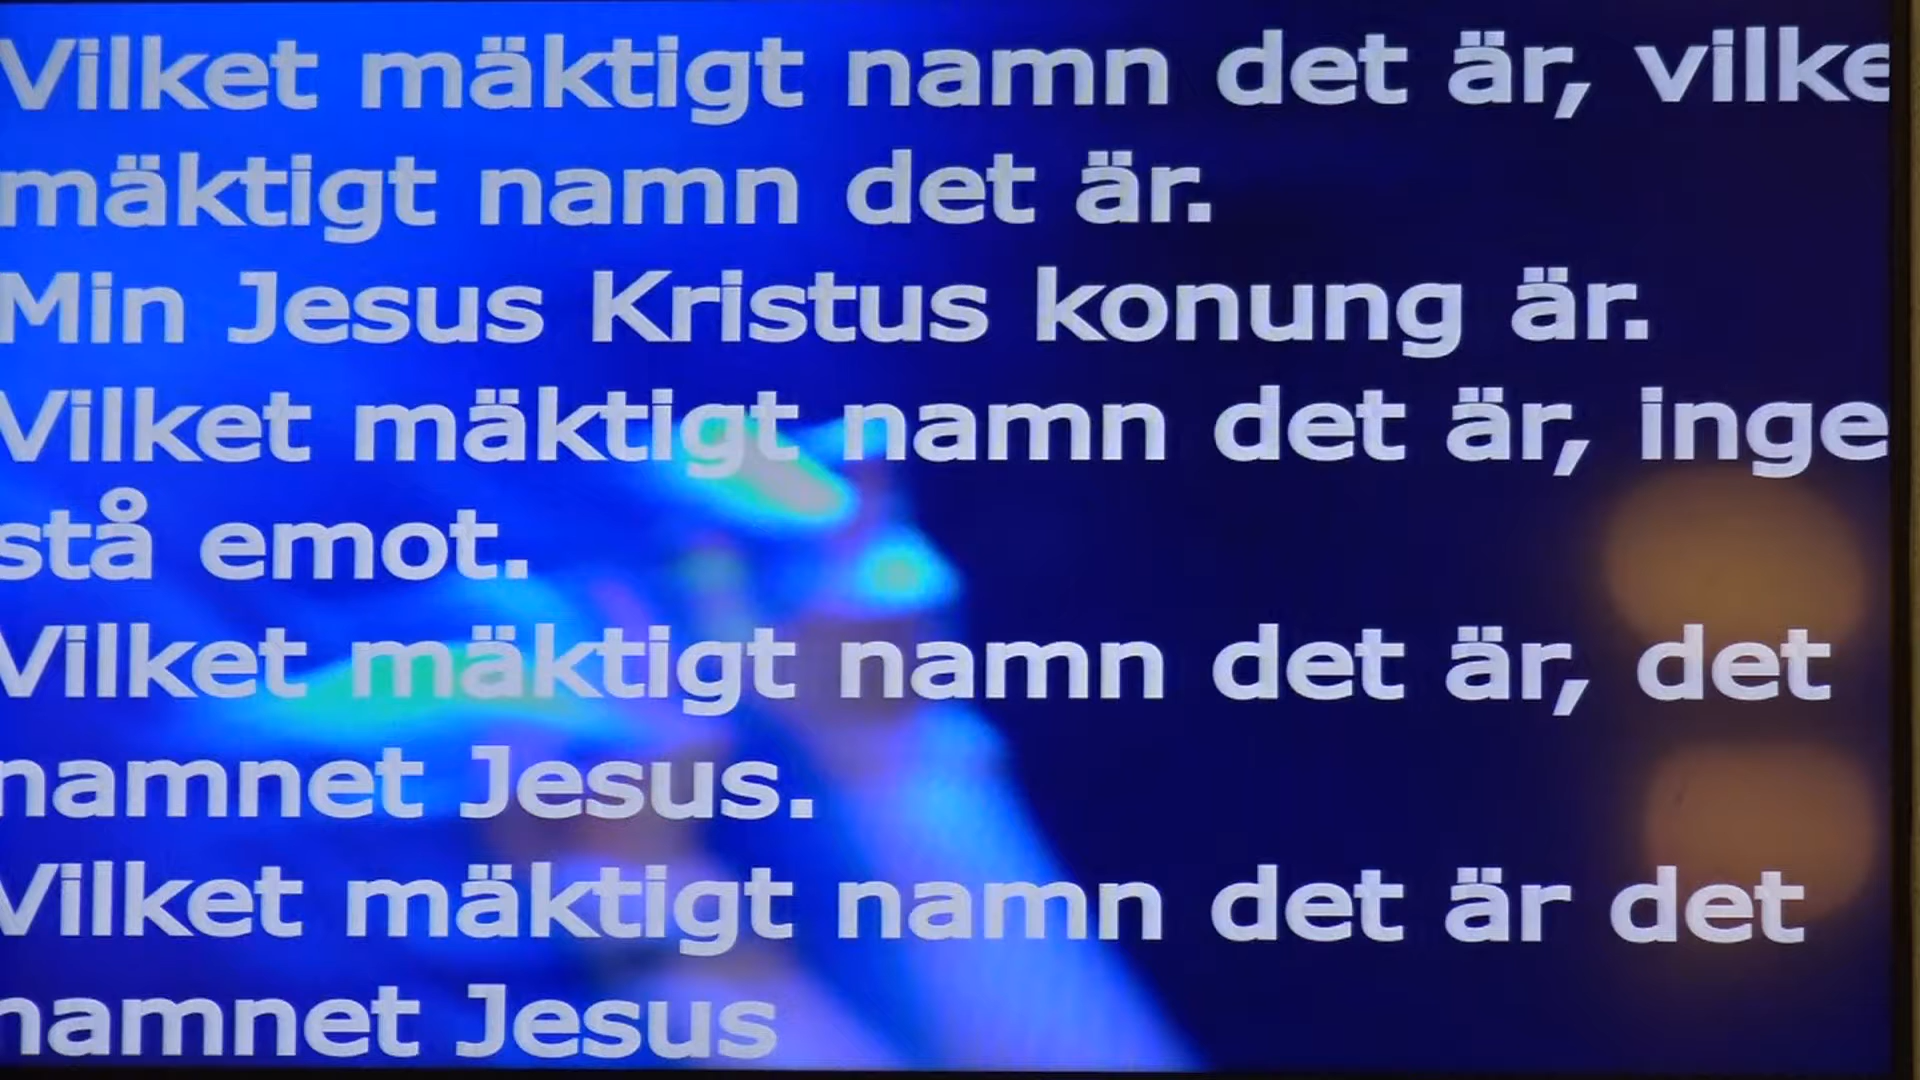 Vilket mäktigt namn det är, vilke
mäktigt namn det är.
Min Jesus Kristus konung är.
Vilket mäktigt namn det är, inge
stå emot.
Vilket mäktigt namn det är, det
namnet Jesus.
Vilket mäktigt namn det är det
namnet Jesus